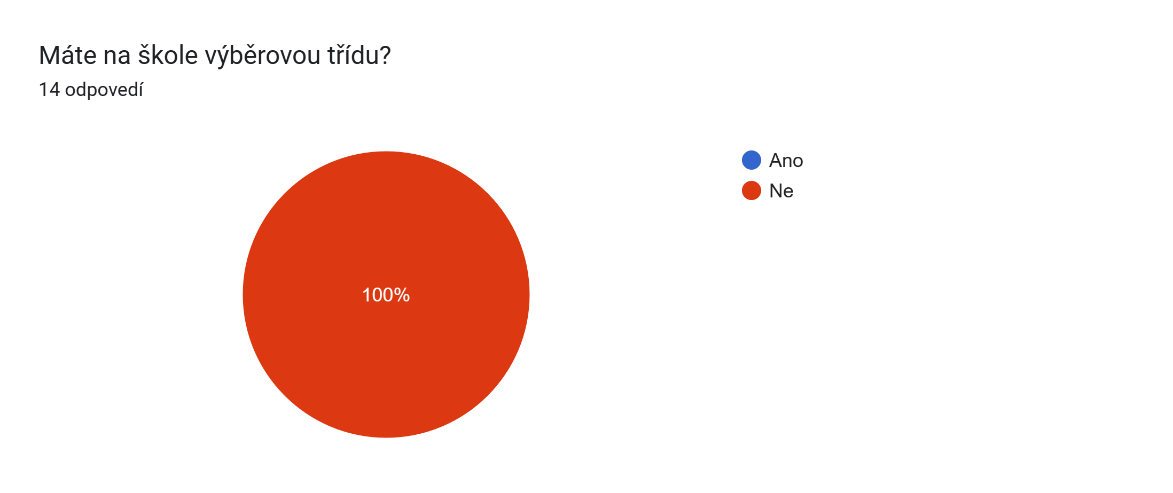 Máte na škole výběrovou třídu?
14 odpovedí
Ano
Ne
100%